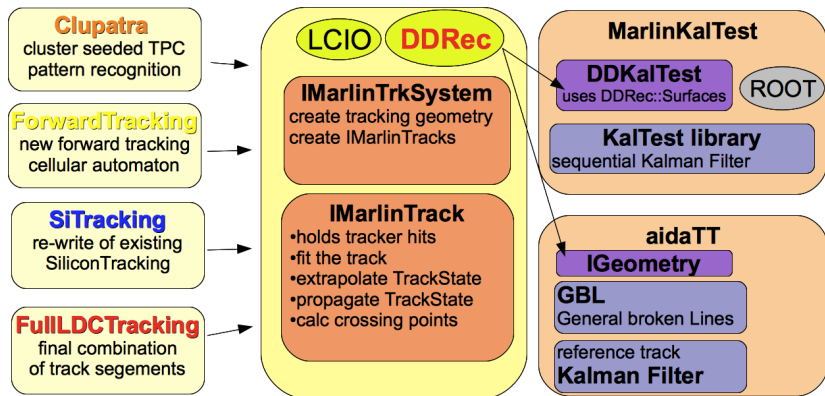 Clupatra
cluster seeded TPC
pattern recognition
ForwardTracking
new forward tracking
cellular automaton
SiTracking
re-write of existing
SiliconTracking
FullLDCTracking
final combination
of track segements
LCIO
DDRec
IMarlinTrkSystem
create tracking geometry
create IMarlinTracks
IMarlinTrack
•holds tracker hits
•fit the track
•extrapolate TrackState
•propagate TrackState
•calc crossing points
MarlinKalTest
DDKalTest
uses DDRec::Surfaces
ROOT
KalTest library
sequential Kalman Filter
aidaTT
IGeometry
GBL
General broken Lines
reference track
Kalman Filter